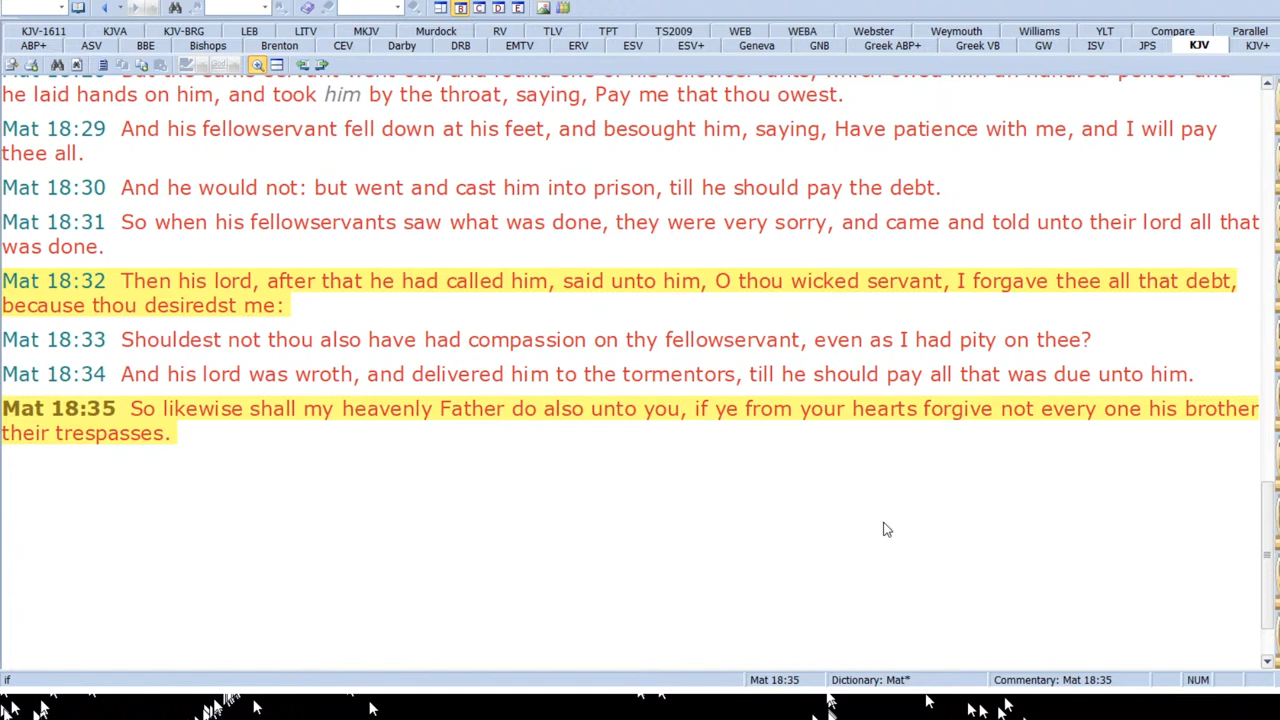 KJV-1611 KJVA KJV-BRG LEB LITV MKJV Murdock RV TLV TPT TS2009 WEB WEBA Webster Weymouth Williams YLT Compare Parallel
ABP+ ASV BBE Bishops Brenton CEV Darby DRB EMTV ERV ESV ESV+ Geneva GNB Greek ABP+ Greek VB GW ISV JPS KJV KJV+
he laid hands on him, and took him by the throat, saying, Pay me that thou owest.
Mat 18:29 And his fellowservant fell down at his feet, and besought him, saying, Have patience with me, and I will pay
thee all.
Mat 18:30 And he would not: but went and cast him into prison, till he should pay the debt.
Mat 18:31 So when his fellowservants saw what was done, they were very sorry, and came and told unto their lord all that
was done.
Mat 18:32 Then his lord, after that he had called him, said unto him, O thou wicked servant, I forgave thee all that debt,
because thou desiredst me:
Mat 18:33 Shouldest not thou also have had compassion on thy fellowservant, even as I had pity on thee?
Mat 18:34 And his lord was wroth, and delivered him to the tormentors, till he should pay all that was due unto him.
Mat 18:35 So likewise shall my heavenly Father do also unto you, if ye from your hearts forgive not every one his brother
their trespasses.
if Mat 18:35 Dictionary: Mat* Commentary: Mat 18:35 NUM